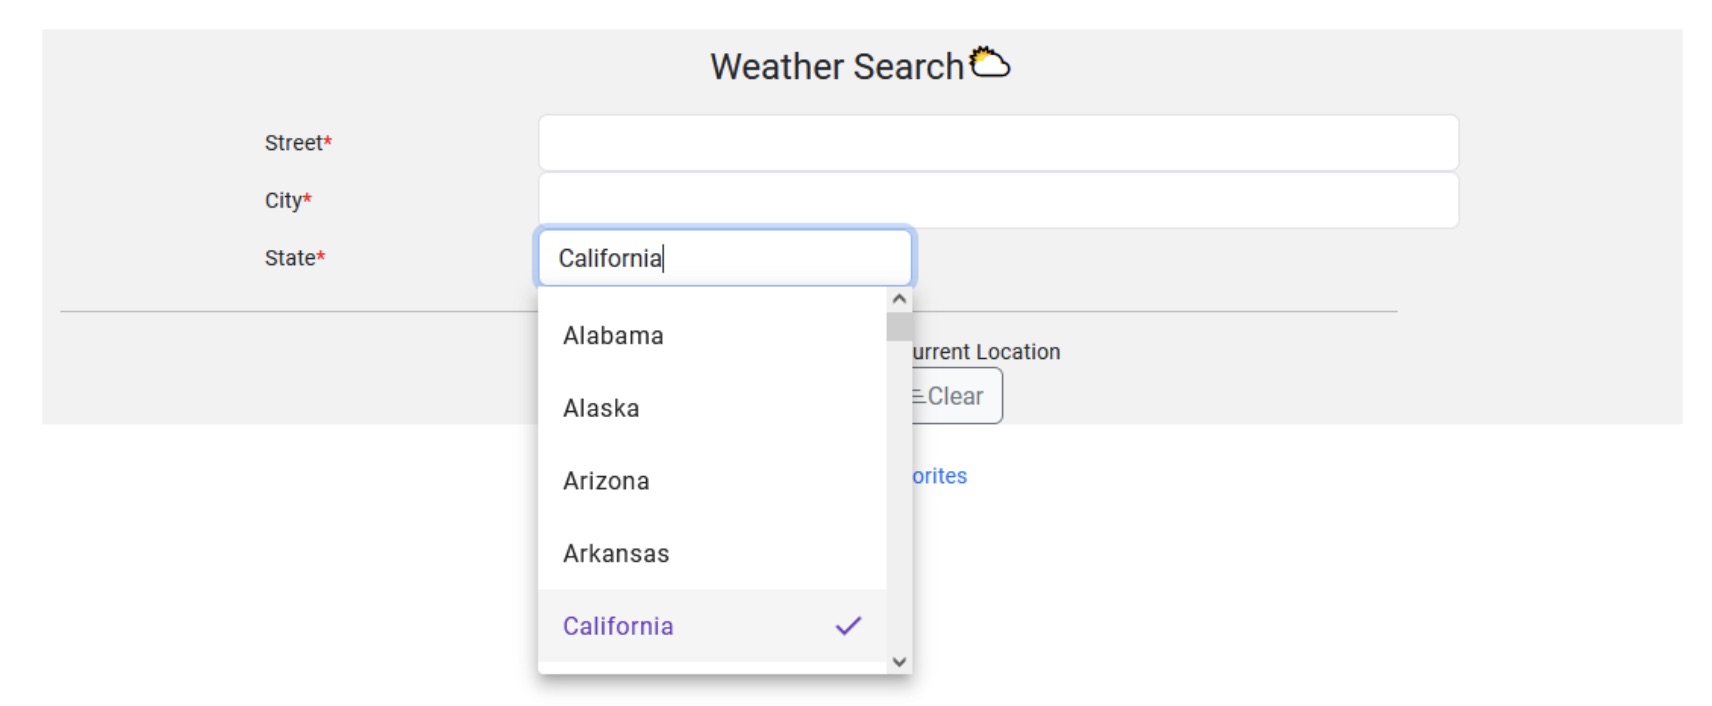 Weather Search
Street*
City*
State*
California
Alabama
Alaska
Arizona
Arkansas
California
urrent Location
Clear
orites